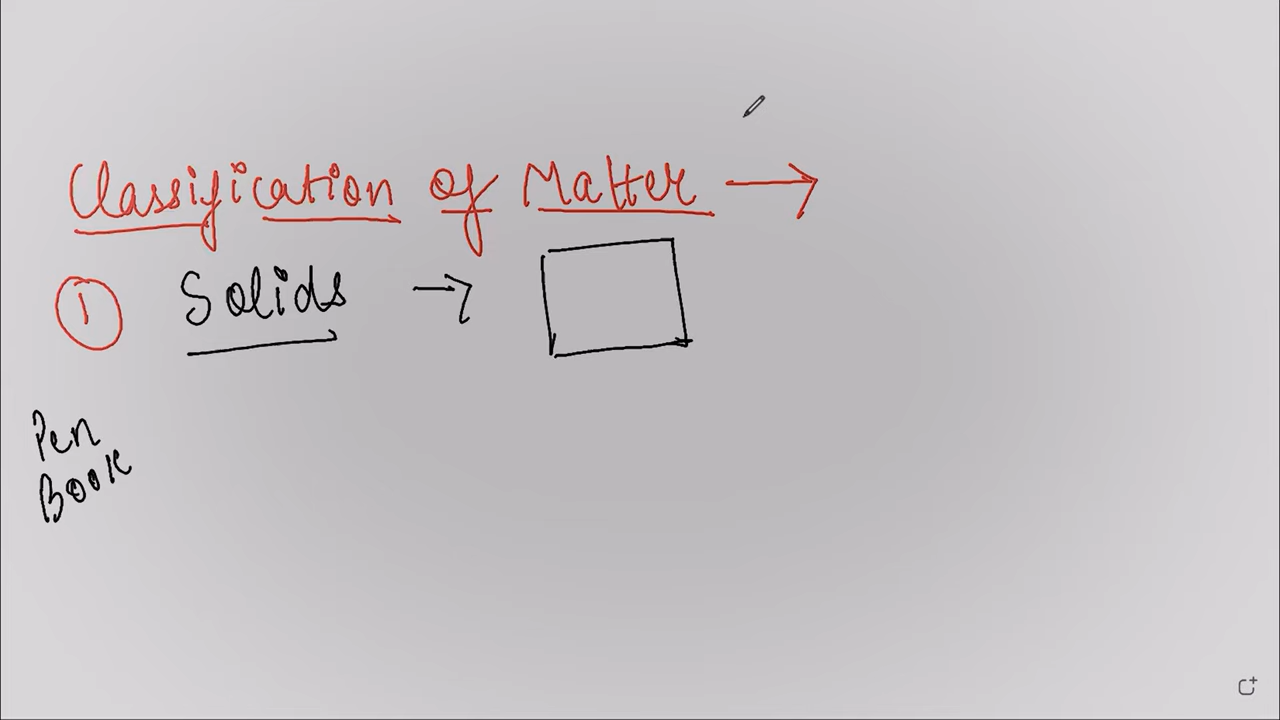 Classification of Matter →
① Solids →
Pen
Book